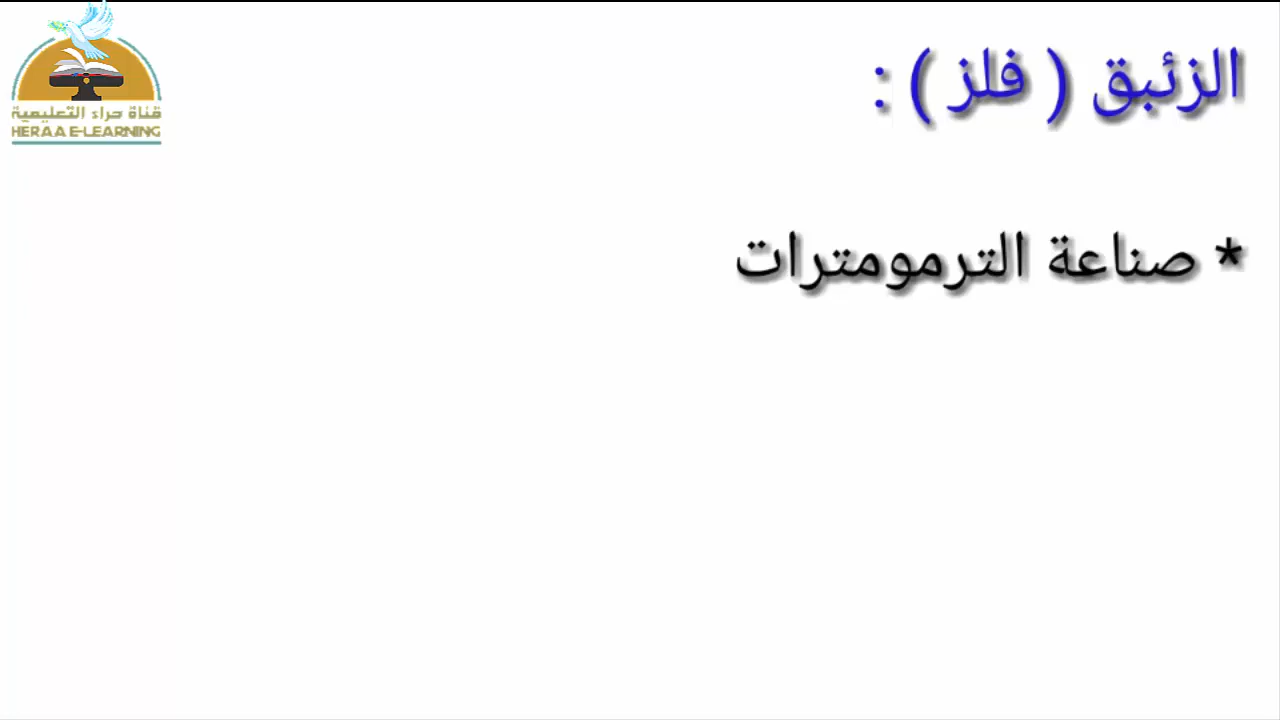 الزئبق ( فلز ) :
* صناعة الترمومترات
قناة حراء التعليمية
HERAA E-LEARNING